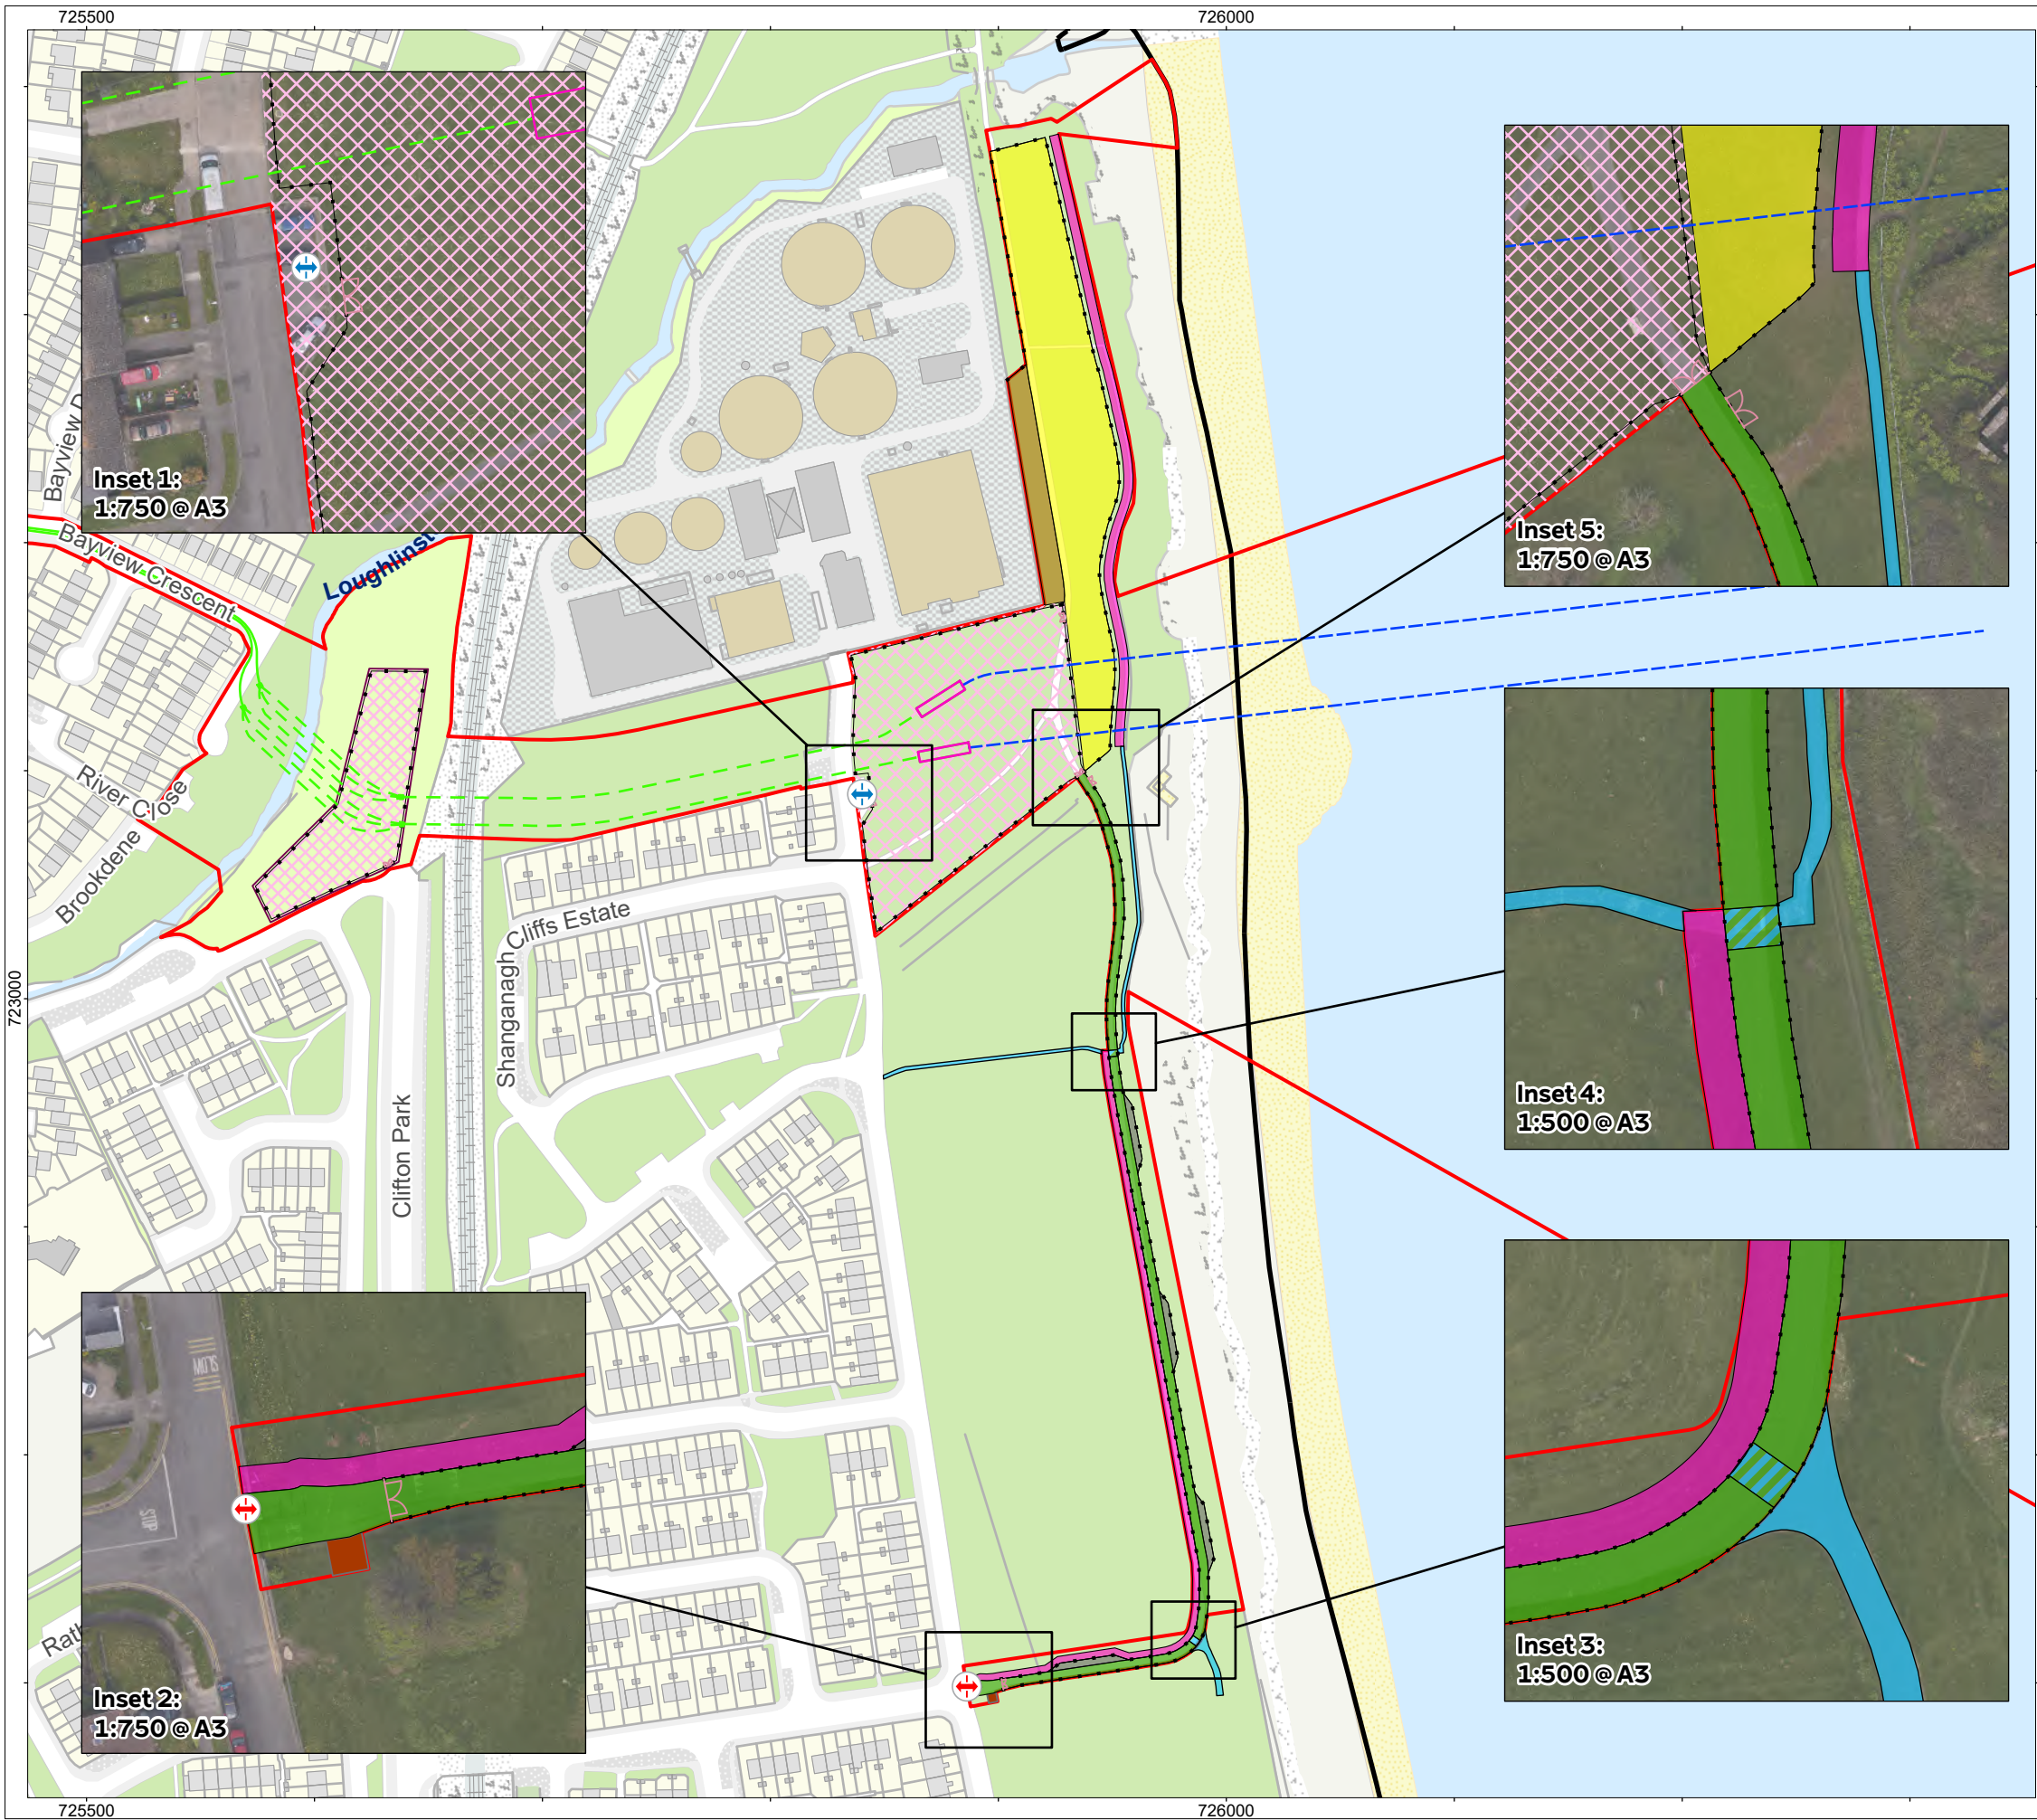 725500
726000
Inset 1:
1:750 @ A3
Bayview
Bayview Crescent
Loughlinst
River Close
Brookdene
723000
Cliffs Estate
Shanganagh
Clifton Park
Inset 5:
1:750 @ A3
Inset 4:
1:500 @ A3
Inset 3:
1:500 @ A3
SLOW
STOP
Inset 2:
1:750 @ A3
Rath
725500
726000